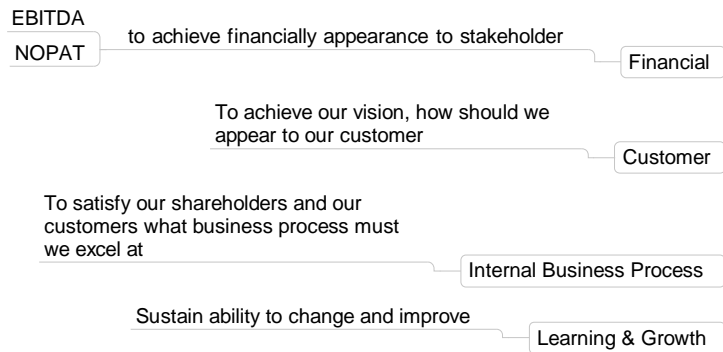 EBITDA
NOPAT
to achieve financially appearance to stakeholder
Financial
To achieve our vision, how should we
appear to our customer
Customer
To satisfy our shareholders and our
customers what business process must
we excel at
Internal Business Process
Sustain ability to change and improve
Learning & Growth